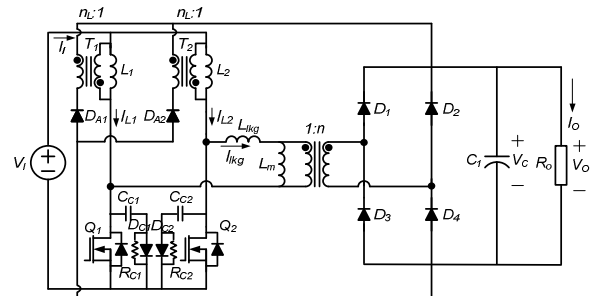 nL:1 nL:1
II T1 L1 T2 L2
DA1 IL1 DA2 IL2 Llkg
Ilkg Lm 1:n
D1 D2 IO
VI + −
C1 + VC − Ro + VO −
CC1 CC2
Q1 DC1 DC2 Q2
D3 D4
RC1 RC2